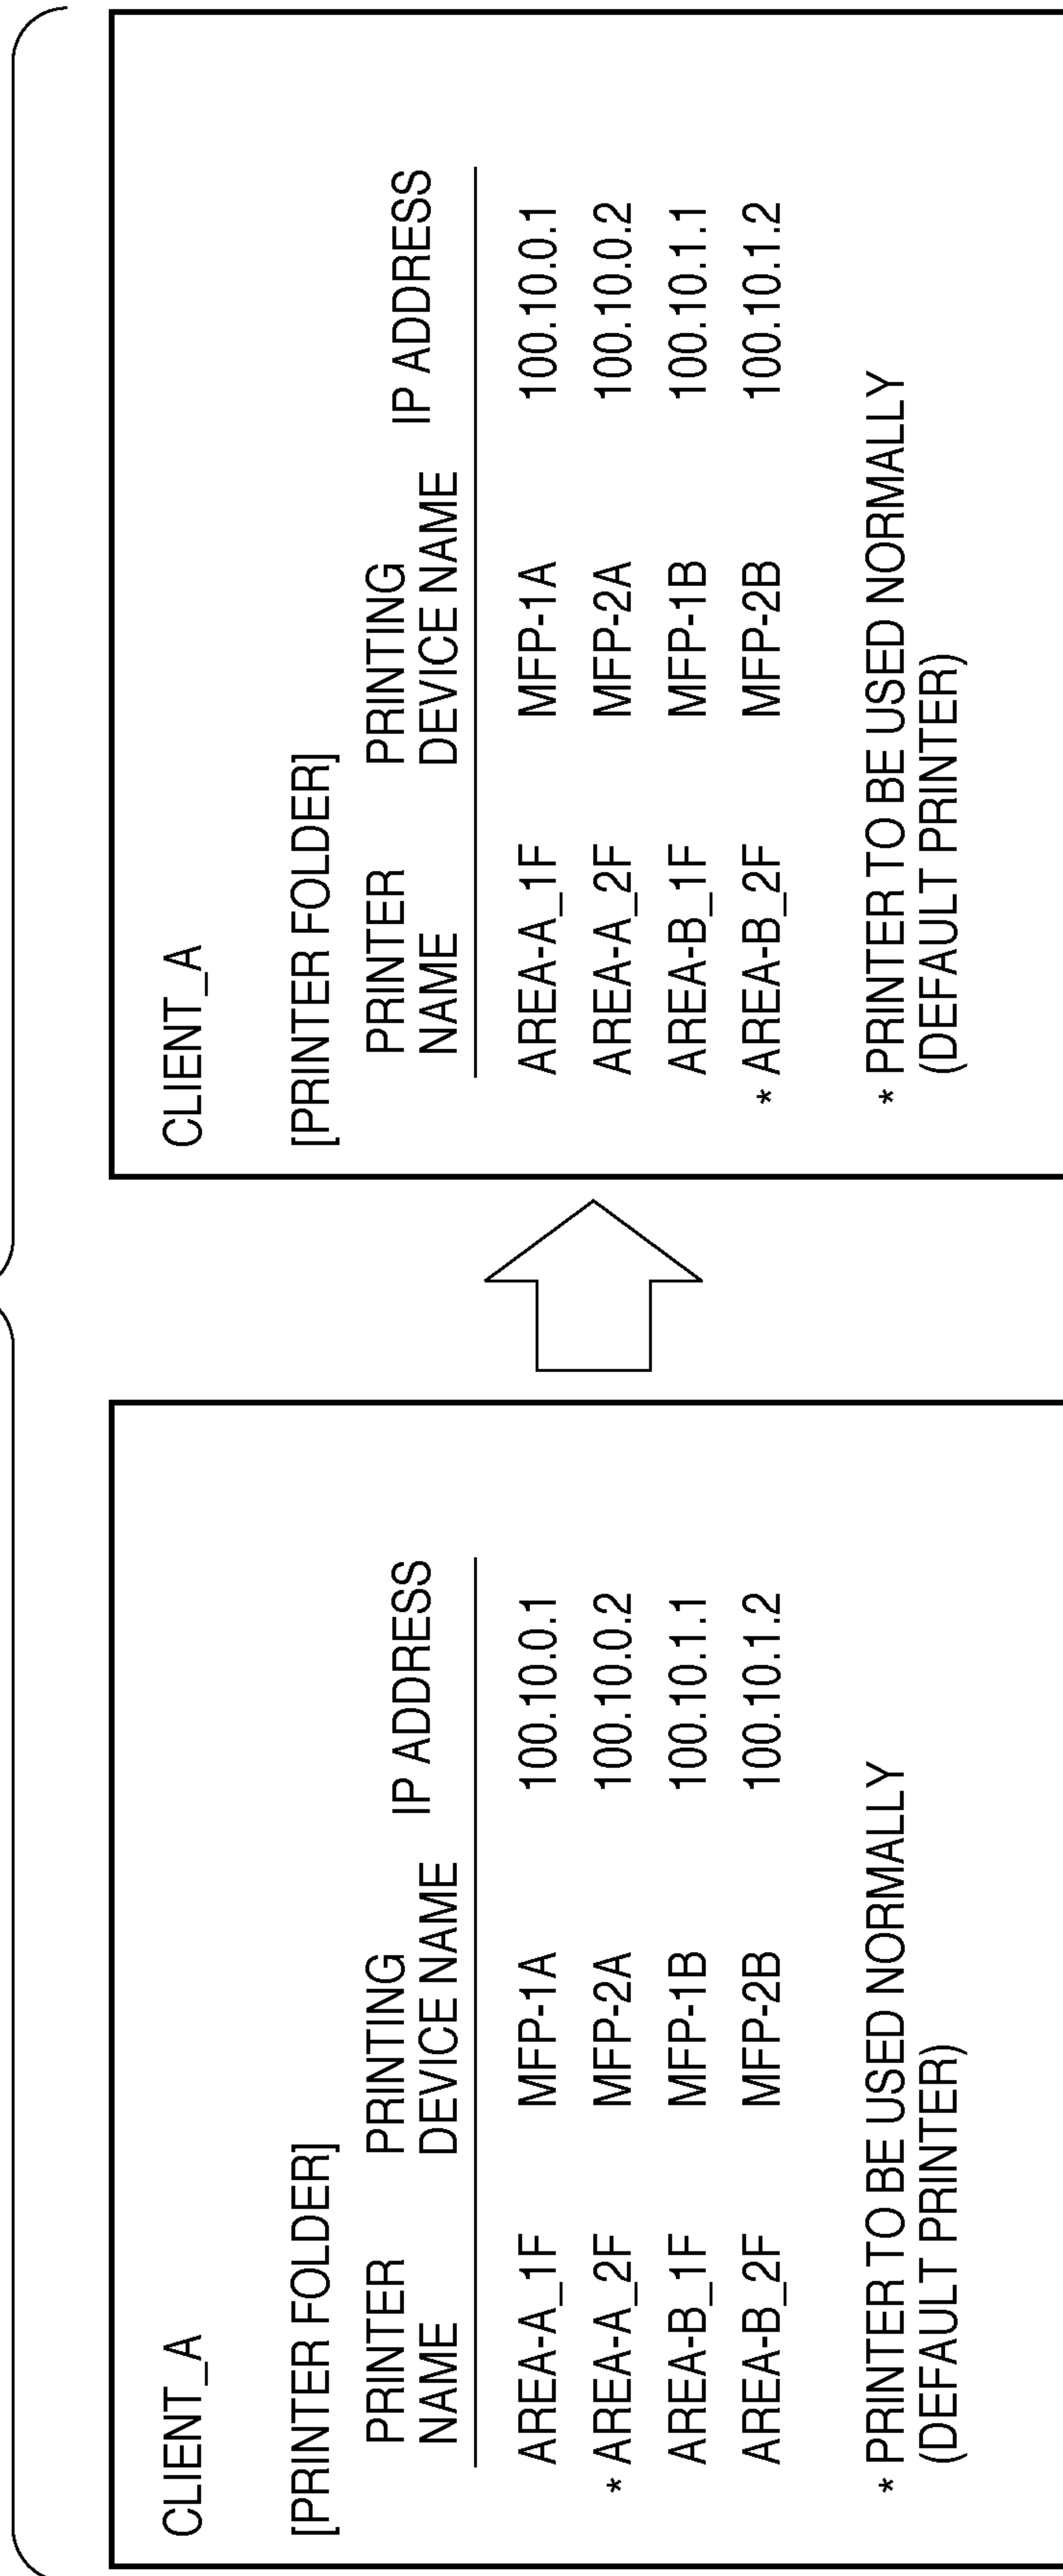 CLIENT_A
[PRINTER FOLDER]
PRINTER NAME PRINTING DEVICE NAME IP ADDRESS
AREA-A_1F MFP-1A 100.10.0.1
* AREA-A_2F MFP-2A 100.10.0.2
AREA-B_1F MFP-1B 100.10.1.1
AREA-B_2F MFP-2B 100.10.1.2
* PRINTER TO BE USED NORMALLY
(DEFAULT PRINTER)
CLIENT_A
[PRINTER FOLDER]
PRINTER NAME PRINTING DEVICE NAME IP ADDRESS
AREA-A_1F MFP-1A 100.10.0.1
AREA-A_2F MFP-2A 100.10.0.2
AREA-B_1F MFP-1B 100.10.1.1
* AREA-B_2F MFP-2B 100.10.1.2
* PRINTER TO BE USED NORMALLY
(DEFAULT PRINTER)